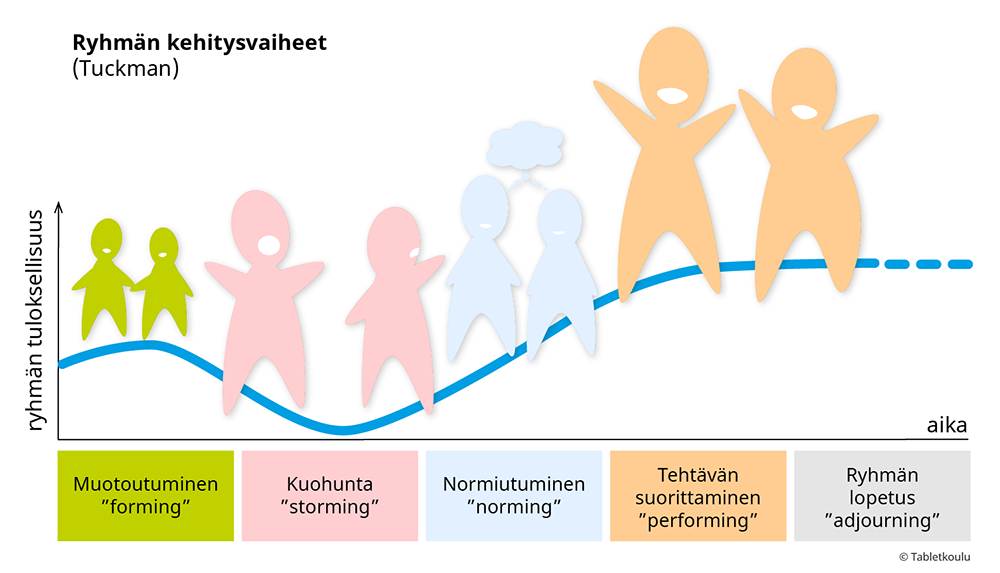 Ryhmän kehitysvaiheet
(Tuckman)
ryhmän tuloksellisuus
aika
Muotoutuminen
”forming”
Kuohunta
”storming”
Normiutuminen
”norming”
Tehtävän
suorittaminen
”performing”
Ryhmän
lopetus
”adjourning”
© Tabletkoulu